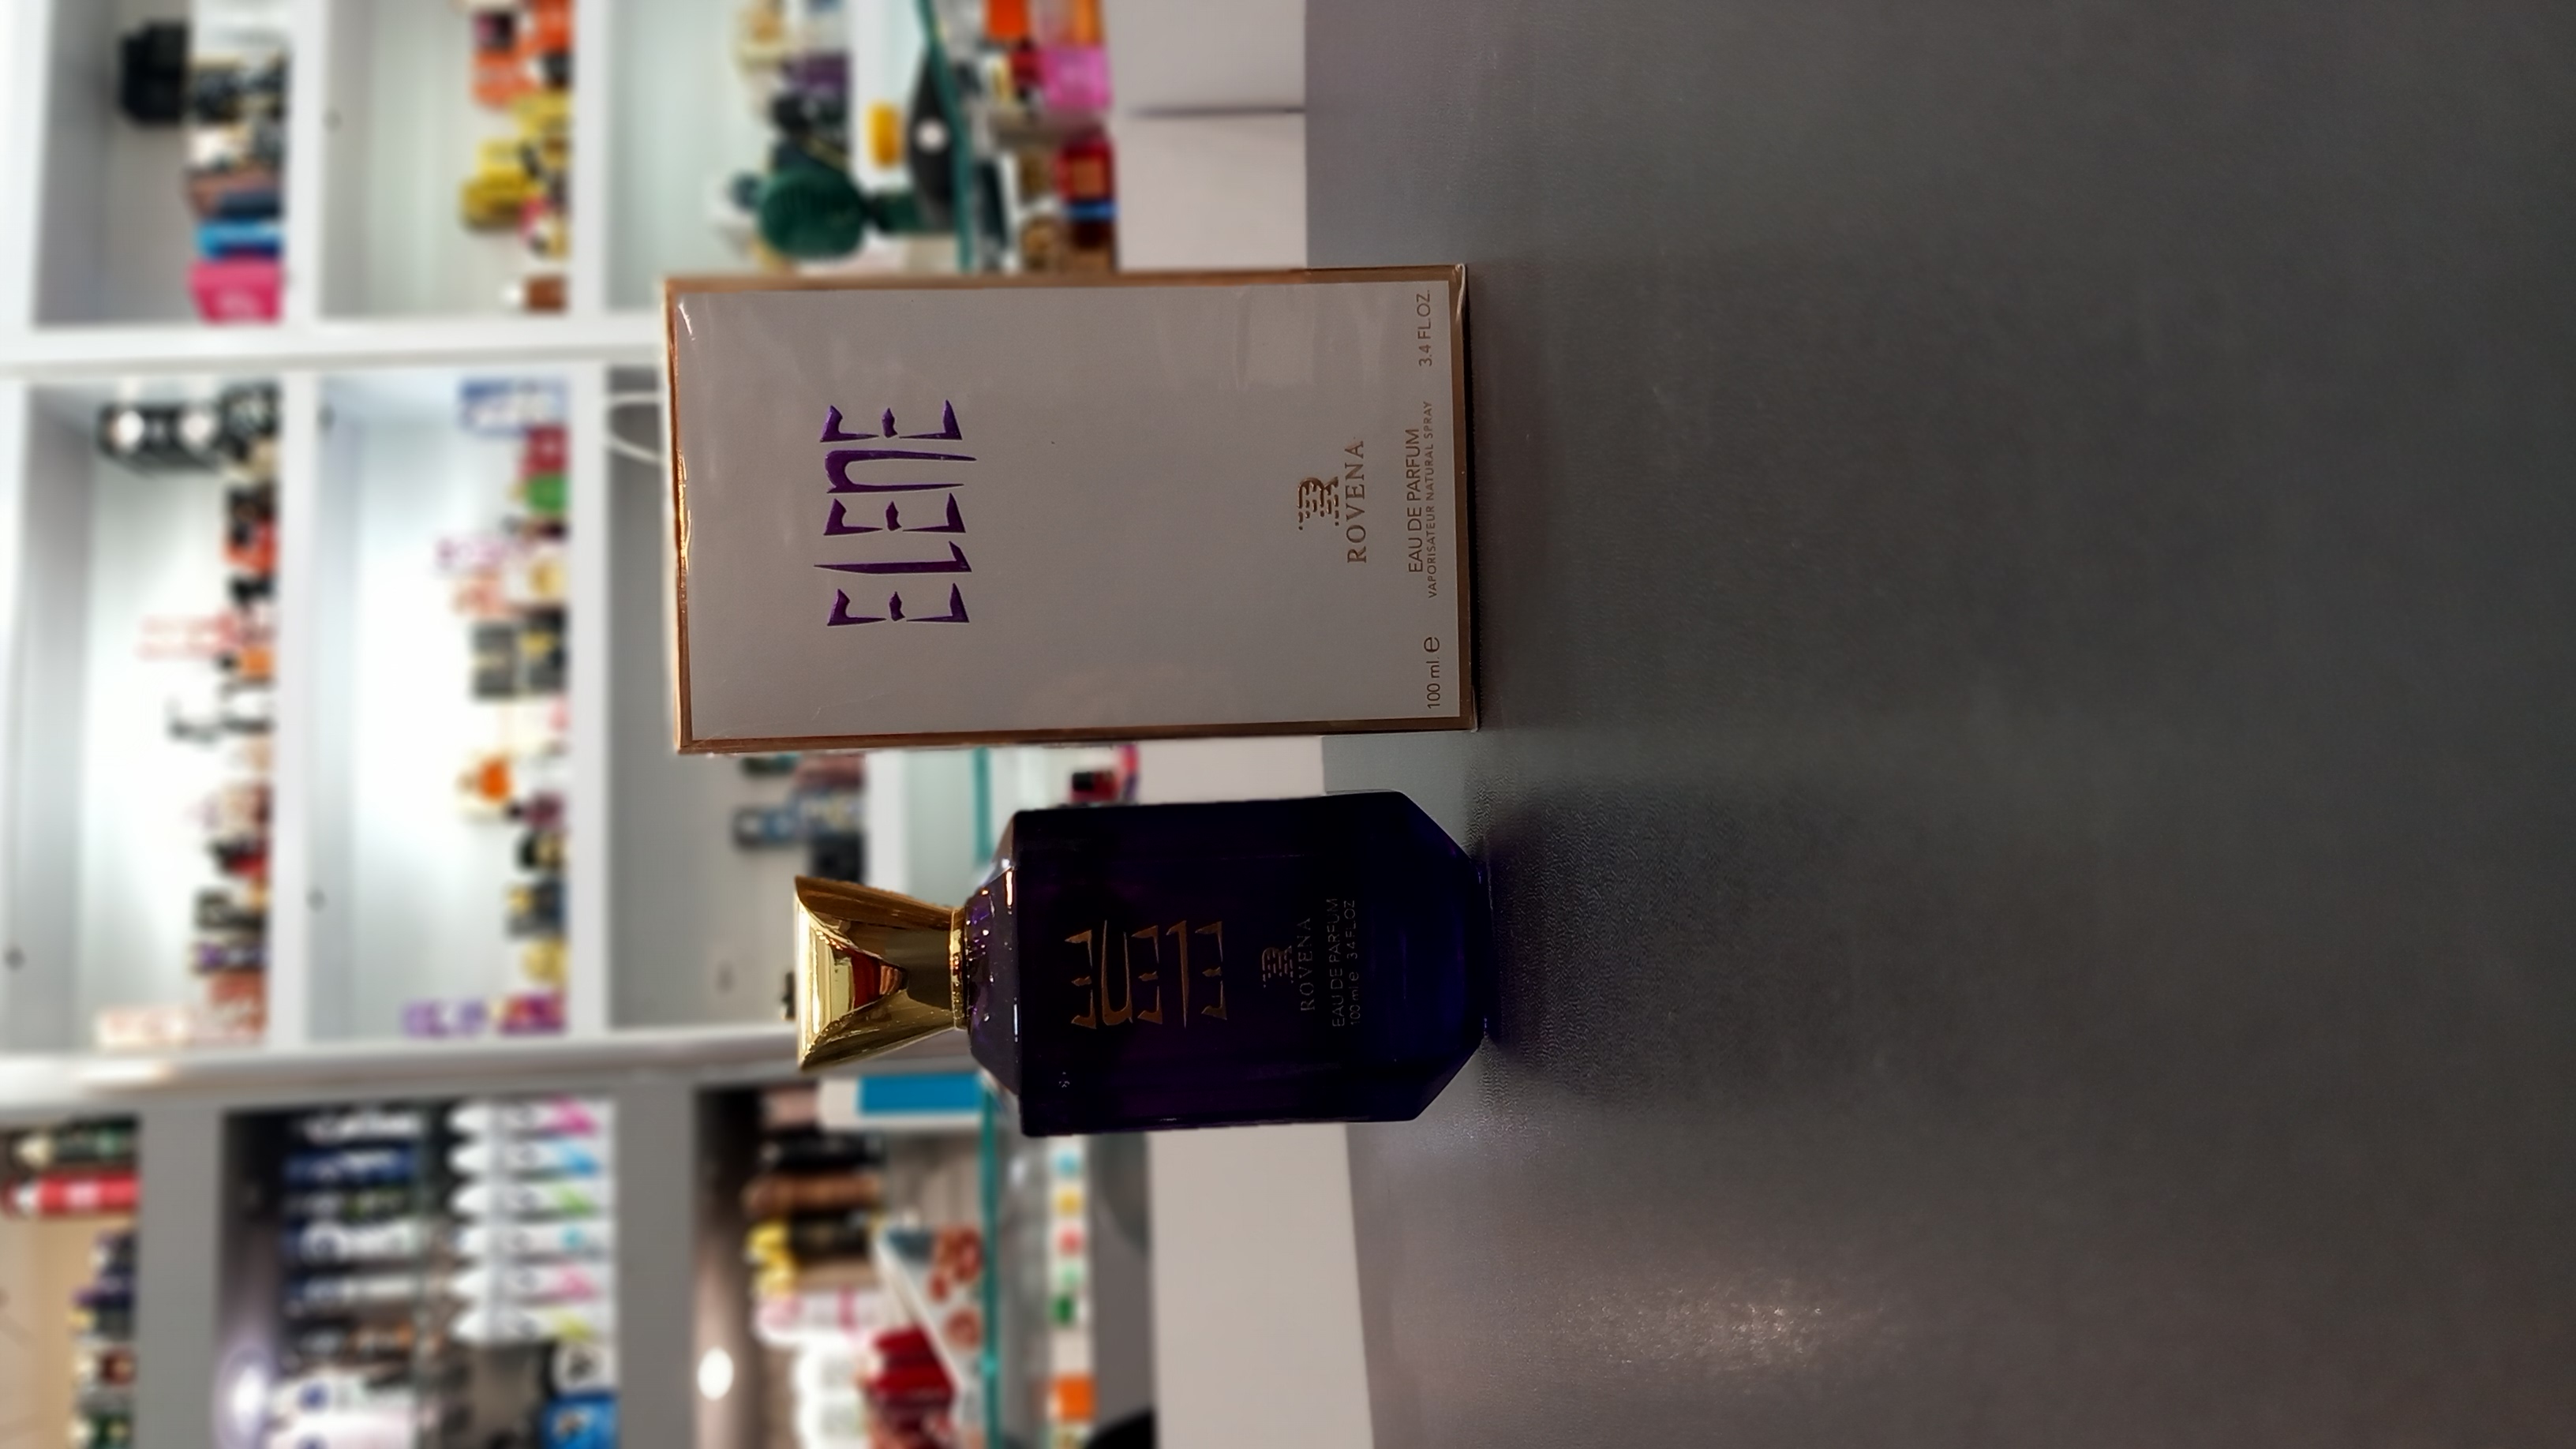 ELENE
ROVENA
EAU DE PARFUM
VAPORISATEUR NATURAL SPRAY
100 ml ℮ 3.4 FL.OZ.
ELENE
ROVENA
EAU DE PARFUM
100 ml ℮ 3.4 FL.OZ